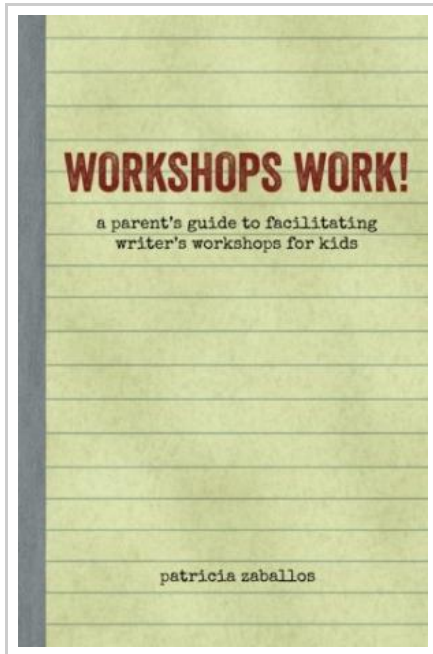 WORKSHOPS WORK!
a parent's guide to facilitating
writer's workshops for kids
patricia zaballos